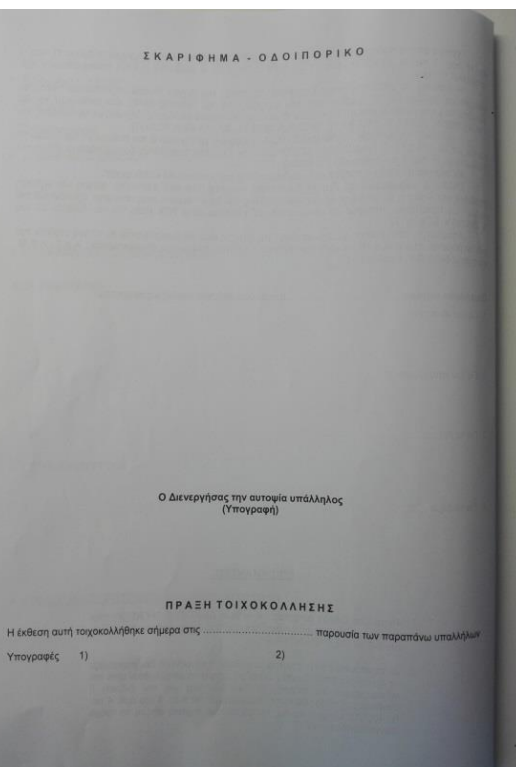 ΣΚΑΡΙΦΗΜΑ - ΟΔΟΙΠΟΡΙΚΟ
Ο Διενεργήσας την αυτοψία υπάλληλος
(Υπογραφή)
ΠΡΑΞΗ ΤΟΙΧΟΚΟΛΛΗΣΗΣ
Η έκθεση αυτή τοιχοκολλήθηκε σήμερα στις ...................................... παρουσία των παραπάνω υπαλλήλων
Υπογραφές 1) 2)